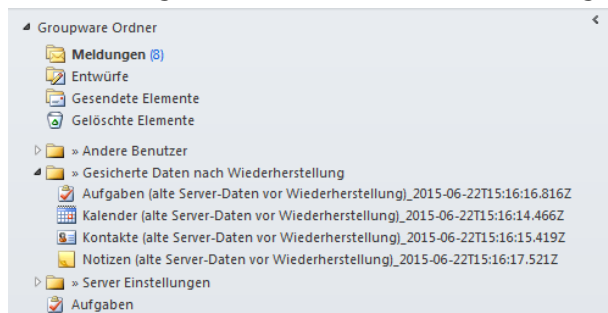 Groupware Ordner
Meldungen (8)
Entwürfe
Gesendete Elemente
Gelöschte Elemente
» Andere Benutzer
» Gesicherte Daten nach Wiederherstellung
Aufgaben (alte Server-Daten vor Wiederherstellung)_2015-06-22T15:16:16.816Z
Kalender (alte Server-Daten vor Wiederherstellung)_2015-06-22T15:16:14.466Z
Kontakte (alte Server-Daten vor Wiederherstellung)_2015-06-22T15:16:15.419Z
Notizen (alte Server-Daten vor Wiederherstellung)_2015-06-22T15:16:17.521Z
» Server Einstellungen
Aufgaben